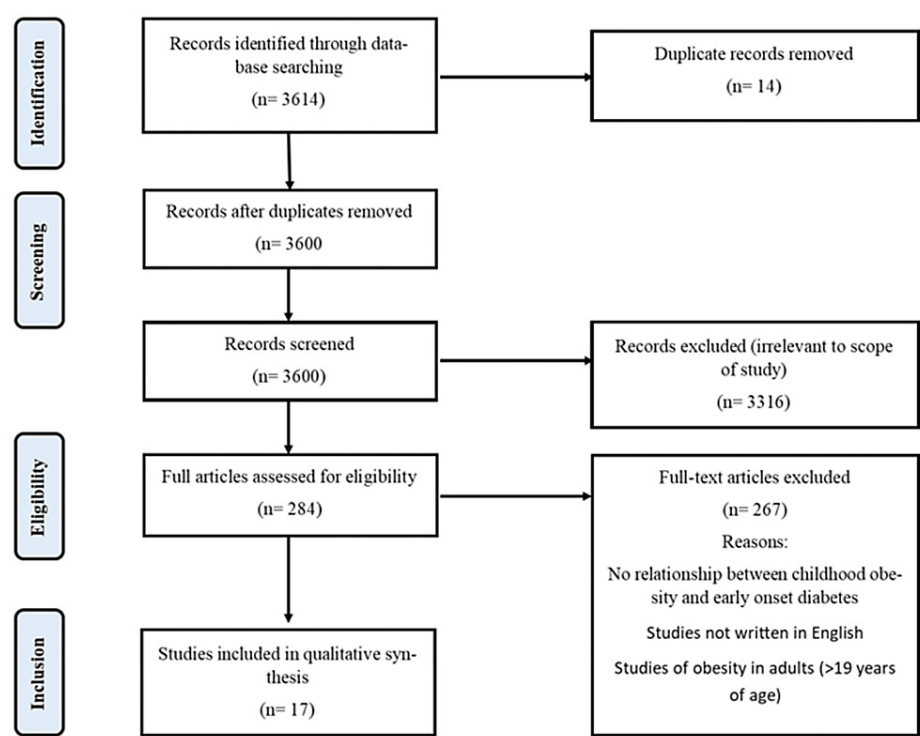 Identification
Records identified through data-
base searching
(n= 3614)
Duplicate records removed
(n= 14)
Screening
Records after duplicates removed
(n= 3600
Records screened
(n= 3600)
Records excluded (irrelevant to scope
of study)
(n= 3316)
Eligibility
Full articles assessed for eligibility
(n= 284)
Full-text articles excluded
(n= 267)
Reasons:
No relationship between childhood obe-
sity and early onset diabetes
Studies not written in English
Studies of obesity in adults (>19 years
of age)
Inclusion
Studies included in qualitative syn-
thesis
(n= 17)